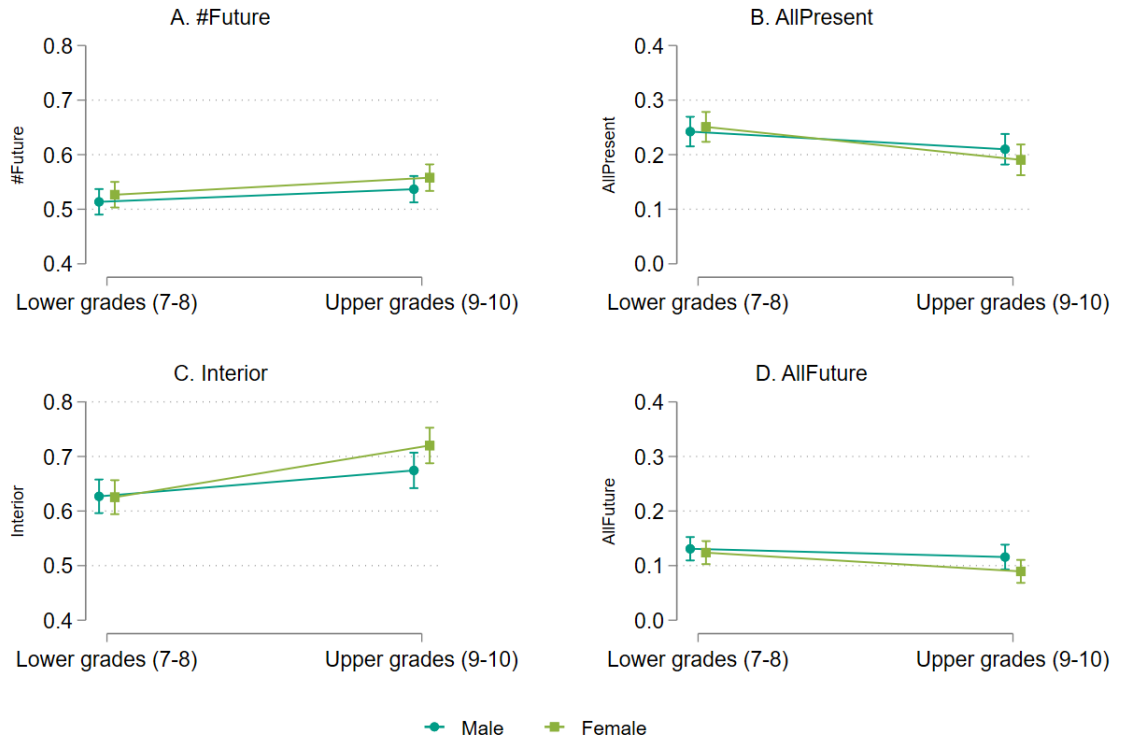 A. #Future
0.8
0.7
0.6
0.5
0.4
#Future
Lower grades (7-8) Upper grades (9-10)
B. AllPresent
0.4
0.3
0.2
0.1
0.0
AllPresent
Lower grades (7-8) Upper grades (9-10)
C. Interior
0.8
0.7
0.6
0.5
0.4
Interior
Lower grades (7-8) Upper grades (9-10)
D. AllFuture
0.4
0.3
0.2
0.1
0.0
AllFuture
Lower grades (7-8) Upper grades (9-10)
Male Female